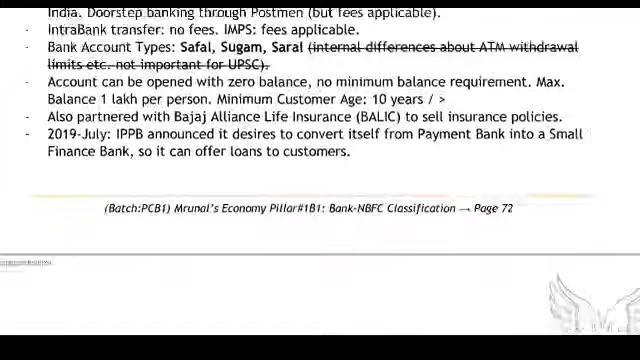 India. Doorstep banking through Postmen (but fees applicable).
- IntraBank transfer: no fees. IMPS: fees applicable.
- Bank Account Types: Safal, Sugam, Saral (internal differences about ATM withdrawal
limits etc. not important for UPSC).
- Account can be opened with zero balance, no minimum balance requirement. Max.
Balance 1 lakh per person. Minimum Customer Age: 10 years / >
- Also partnered with Bajaj Alliance Life Insurance (BALIC) to sell insurance policies.
- 2019-July: IPPB announced it desires to convert itself from Payment Bank into a Small
Finance Bank, so it can offer loans to customers.
(Batch:PCB1) Mrunal's Economy Pillar#1B1: Bank-NBFC Classification → Page 72